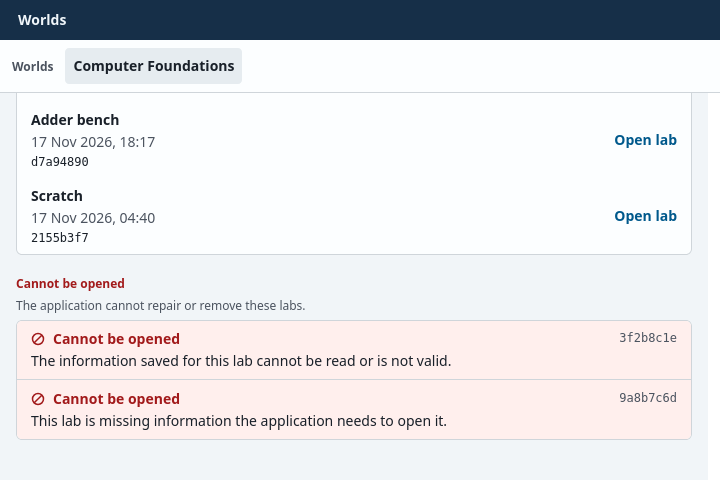 Worlds
Worlds
Computer Foundations
Adder bench
17 Nov 2026, 18:17
d7a94890
Open lab
Scratch
17 Nov 2026, 04:40
2155b3f7
Open lab
Cannot be opened
The application cannot repair or remove these labs.
Cannot be opened
3f2b8c1e
The information saved for this lab cannot be read or is not valid.
Cannot be opened
9a8b7c6d
This lab is missing information the application needs to open it.